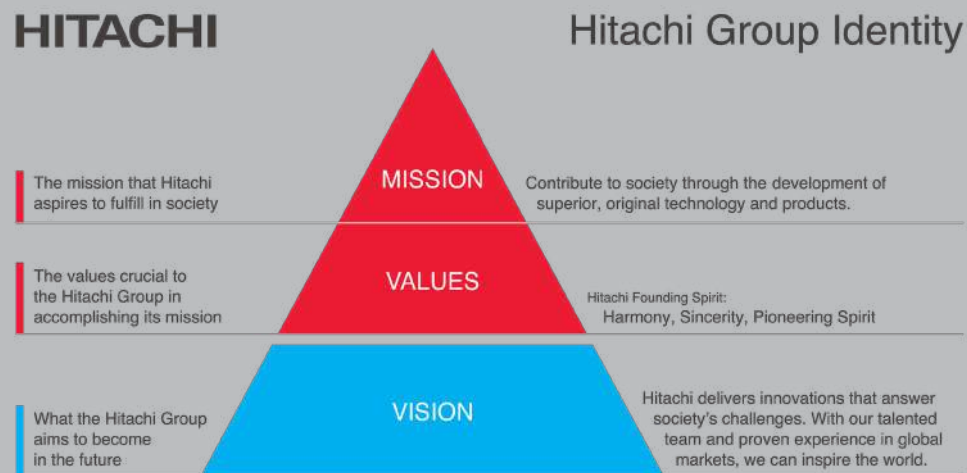 HITACHI
Hitachi Group Identity
The mission that Hitachi
aspires to fulfill in society
MISSION
Contribute to society through the development of
superior, original technology and products.
The values crucial to
the Hitachi Group in
accomplishing its mission
VALUES
Hitachi Founding Spirit:
Harmony, Sincerity, Pioneering Spirit
What the Hitachi Group
aims to become
in the future
VISION
Hitachi delivers innovations that answer
society's challenges. With our talented
team and proven experience in global
markets, we can inspire the world.